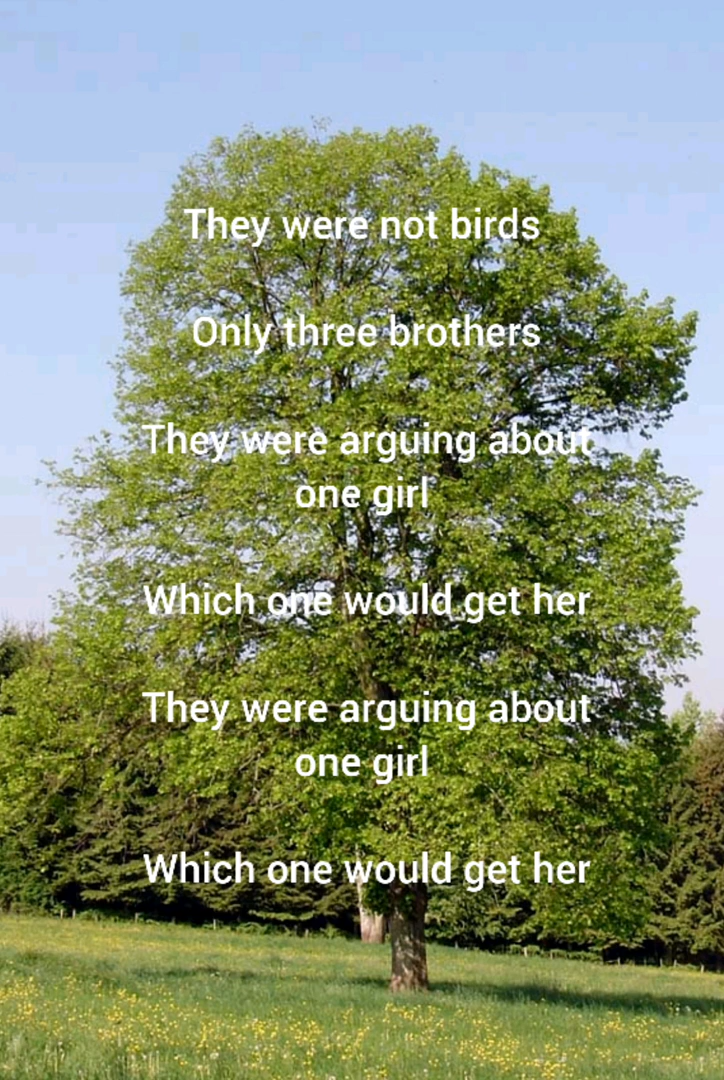 They were not birds
Only three brothers
They were arguing about
one girl
Which one would get her
They were arguing about
one girl
Which one would get her